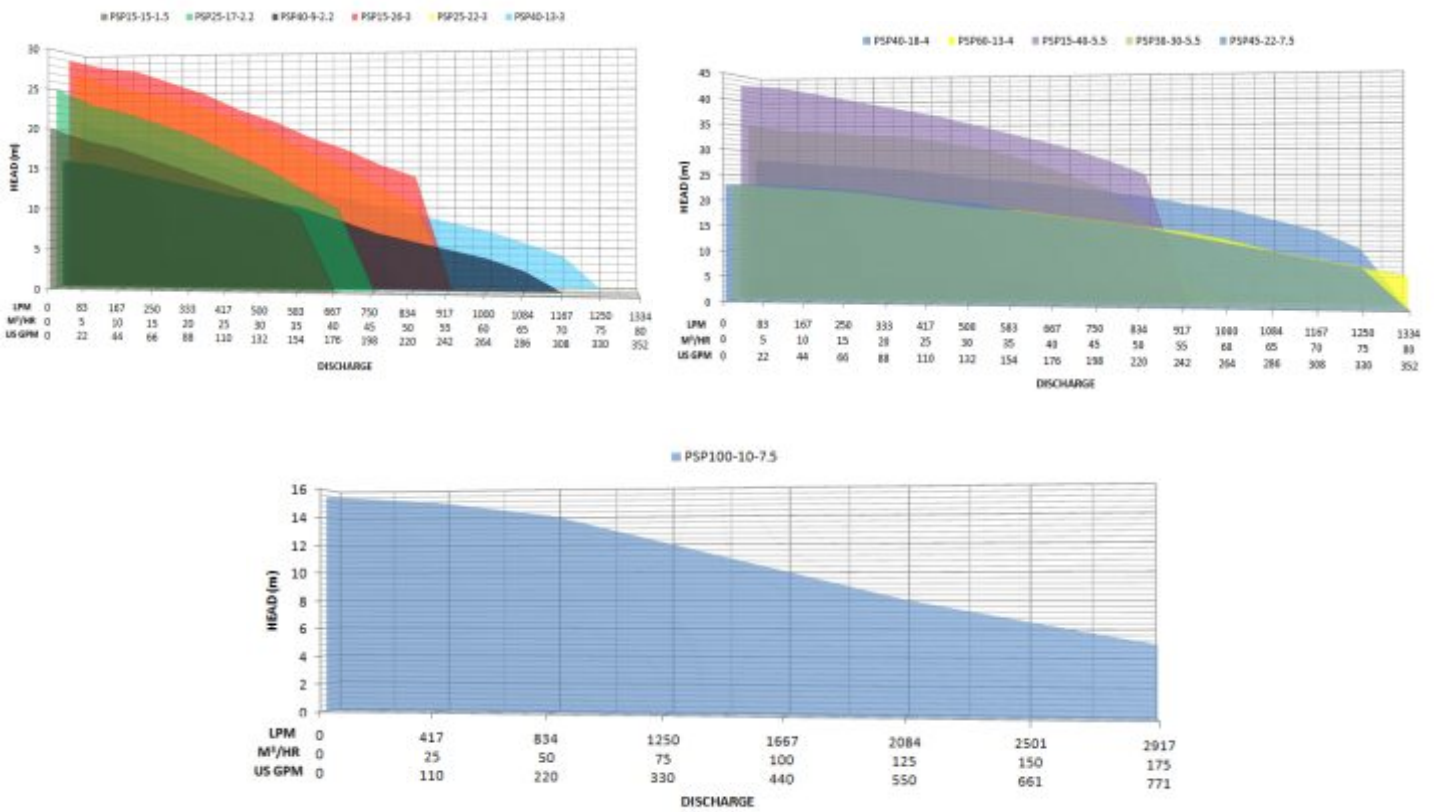 PSP15-15-1.5 PSP25-17-2.2 PSP40-9-2.2 PSP15-26-3 PSP25-22-3 PSP40-13-3
30
25
20
15
10
5
0
HEAD (m)
LPM 0 83 167 250 333 417 500 583 667 750 834 917 1000 1084 1167 1250 1334
M³/HR 0 5 10 15 20 25 30 35 40 45 50 55 60 65 70 75 80
US GPM 0 22 44 66 88 110 132 154 176 198 220 242 264 286 308 330 352
DISCHARGE
PSP40-18-4 PSP60-13-4 PSP15-40-5.5 PSP38-30-5.5 PSP45-22-7.5
45
40
35
30
25
20
15
10
5
0
HEAD (m)
LPM 0 83 167 250 333 417 500 583 667 750 834 917 1000 1084 1167 1250 1334
M³/HR 0 5 10 15 20 25 30 35 40 45 50 55 60 65 70 75 80
US GPM 0 22 44 66 88 110 132 154 176 198 220 242 264 286 308 330 352
DISCHARGE
PSP100-10-7.5
16
14
12
10
8
6
4
2
0
HEAD (m)
LPM 0 417 834 1250 1667 2084 2501 2917
M³/HR 0 25 50 75 100 125 150 175
US GPM 0 110 220 330 440 550 661 771
DISCHARGE